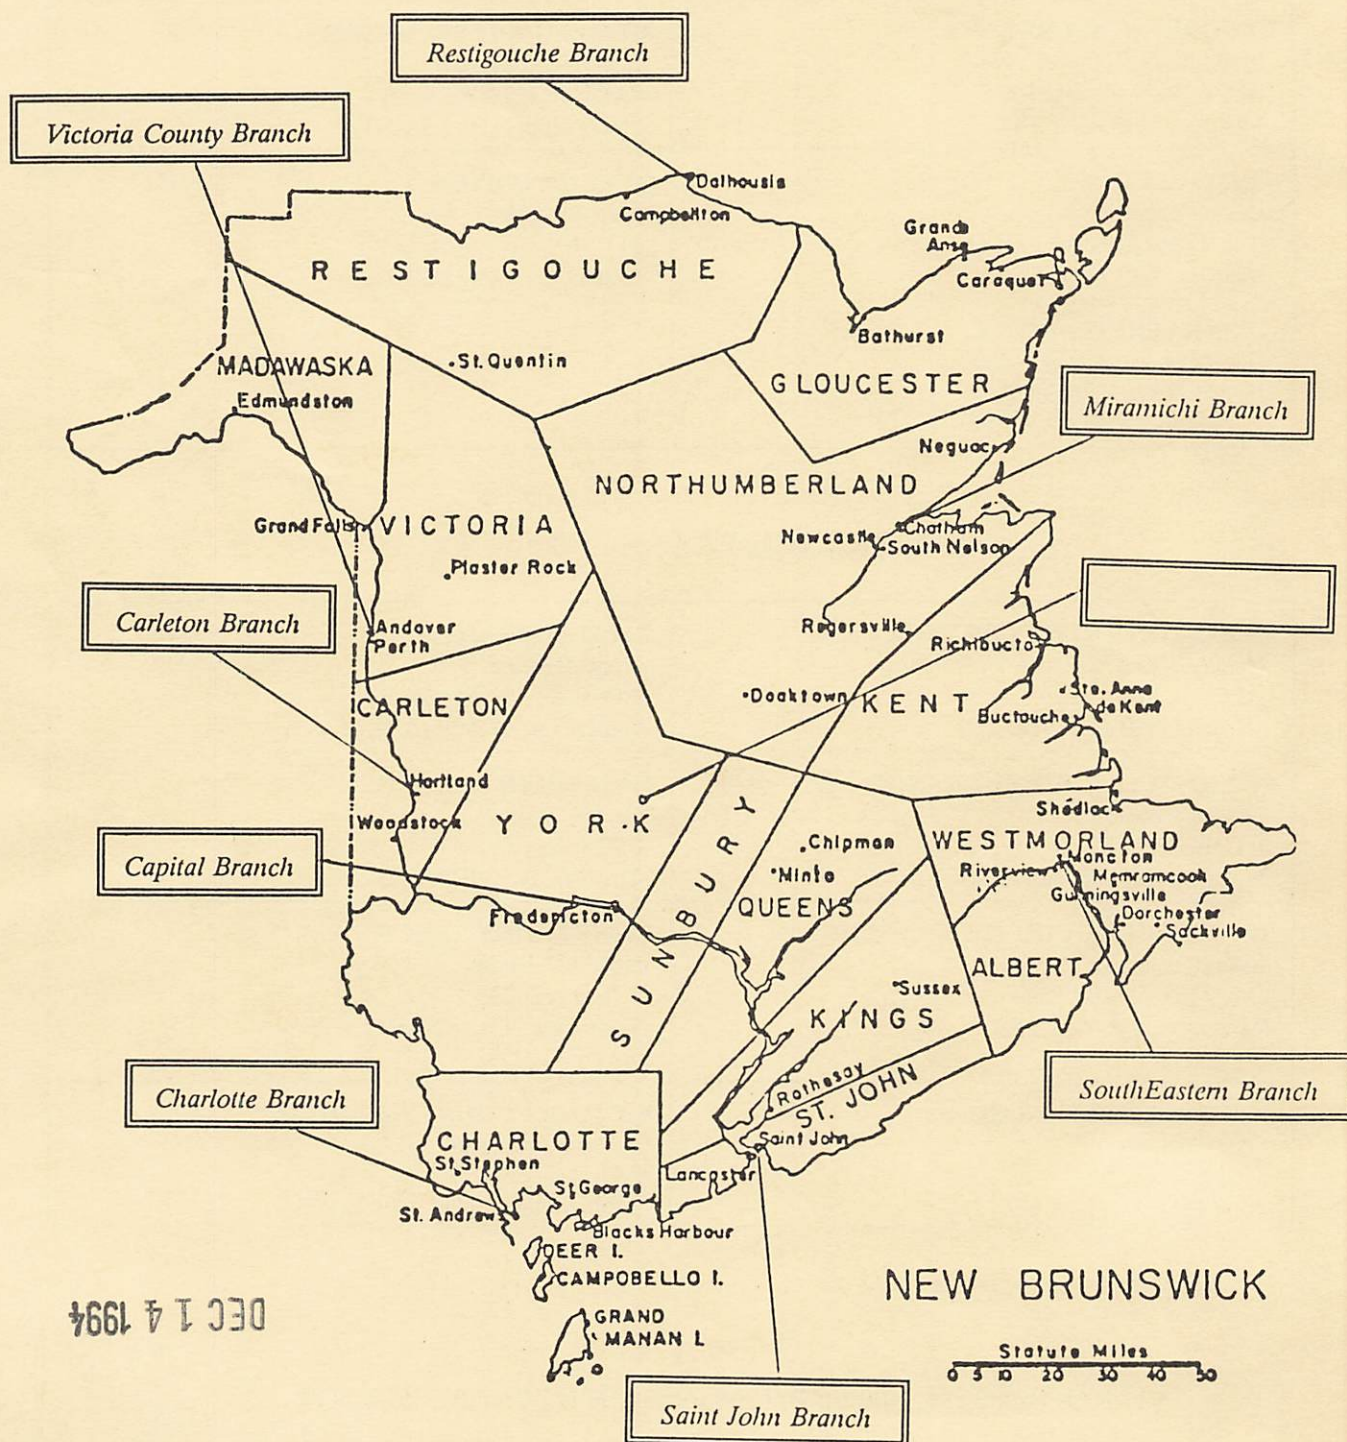 Restigouche Branch
Victoria County Branch
Dalhousie
Campbellton
Grande
Anse
RESTIGOUCHE
Caraquet
Bathurst
St. Quentin
MADAWASKA
GLOUCESTER
Edmundston
Miramichi Branch
Neguac
NORTHUMBERLAND
Grand Falls
VICTORIA
Chatham
Newcastle
South Nelson
Plaster Rock
Carleton Branch
Andover
Perth
Rogersville
Richibucto
Doaktown
KENT
Ste. Anne
de Kent
CARLETON
Buctouche
Hartland
Shediac
Woodstock
YORK
SUNBURY
Chipman
WESTMORLAND
Capital Branch
Minto
Moncton
Riverview
Memramcook
Gunningsville
QUEENS
Fredericton
Dorchester
Sackville
ALBERT
Sussex
KINGS
Charlotte Branch
Rothesay
ST. JOHN
SouthEastern Branch
CHARLOTTE
Saint John
St. Stephen
Lancaster
St. George
St. Andrews
Blacks Harbour
DEER I.
CAMPOBELLO I.
NEW BRUNSWICK
DEC 14 1994
GRAND
MANAN I.
Statute Miles
0 5 10 20 30 40 50
Saint John Branch